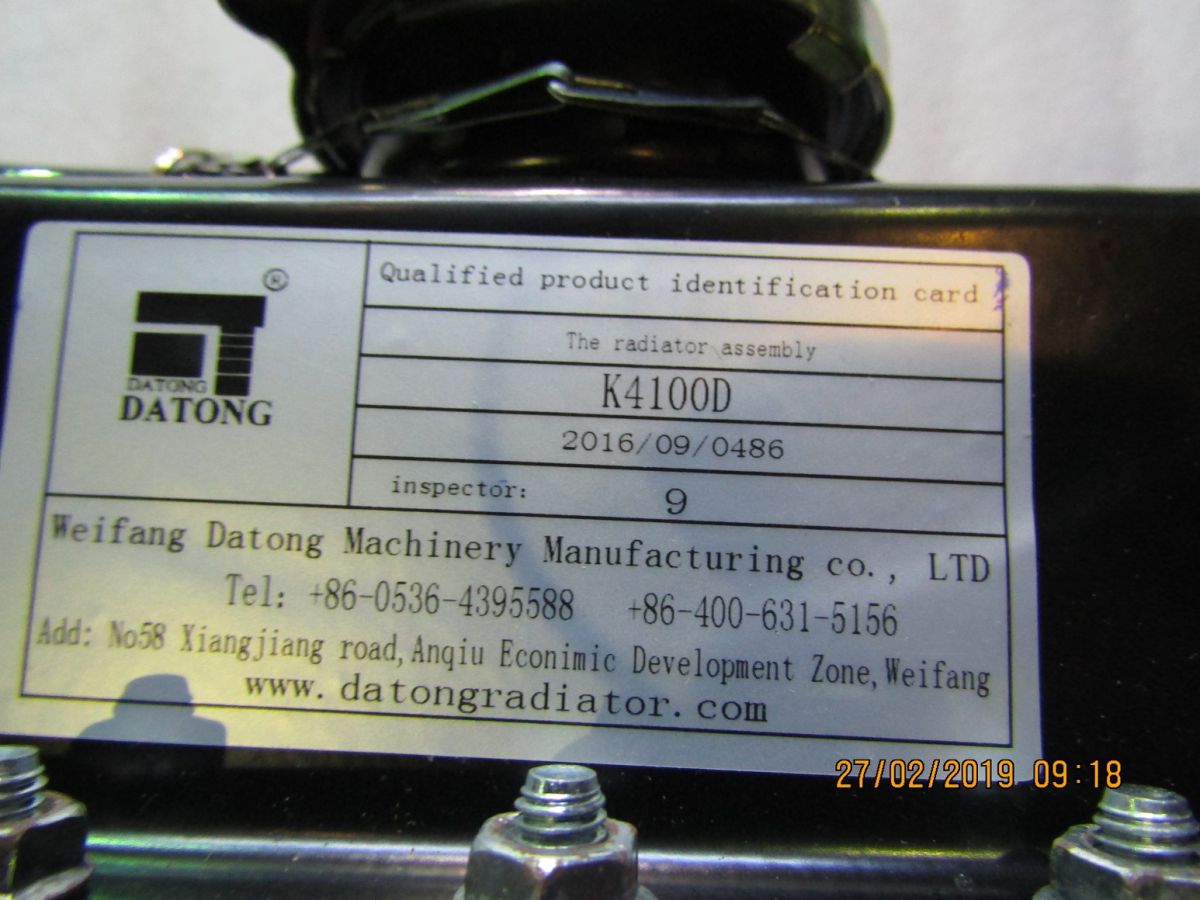 ®
DATONG
DATONG
Qualified product identification card
The radiator assembly
K4100D
2016/09/0486
inspector: 9
Weifang Datong Machinery Manufacturing co., LTD
Tel: +86-0536-4395588 +86-400-631-5156
Add: No58 Xiangjiang road,Anqiu Econimic Development Zone,Weifang
www.datongradiator.com
27/02/2019 09:18